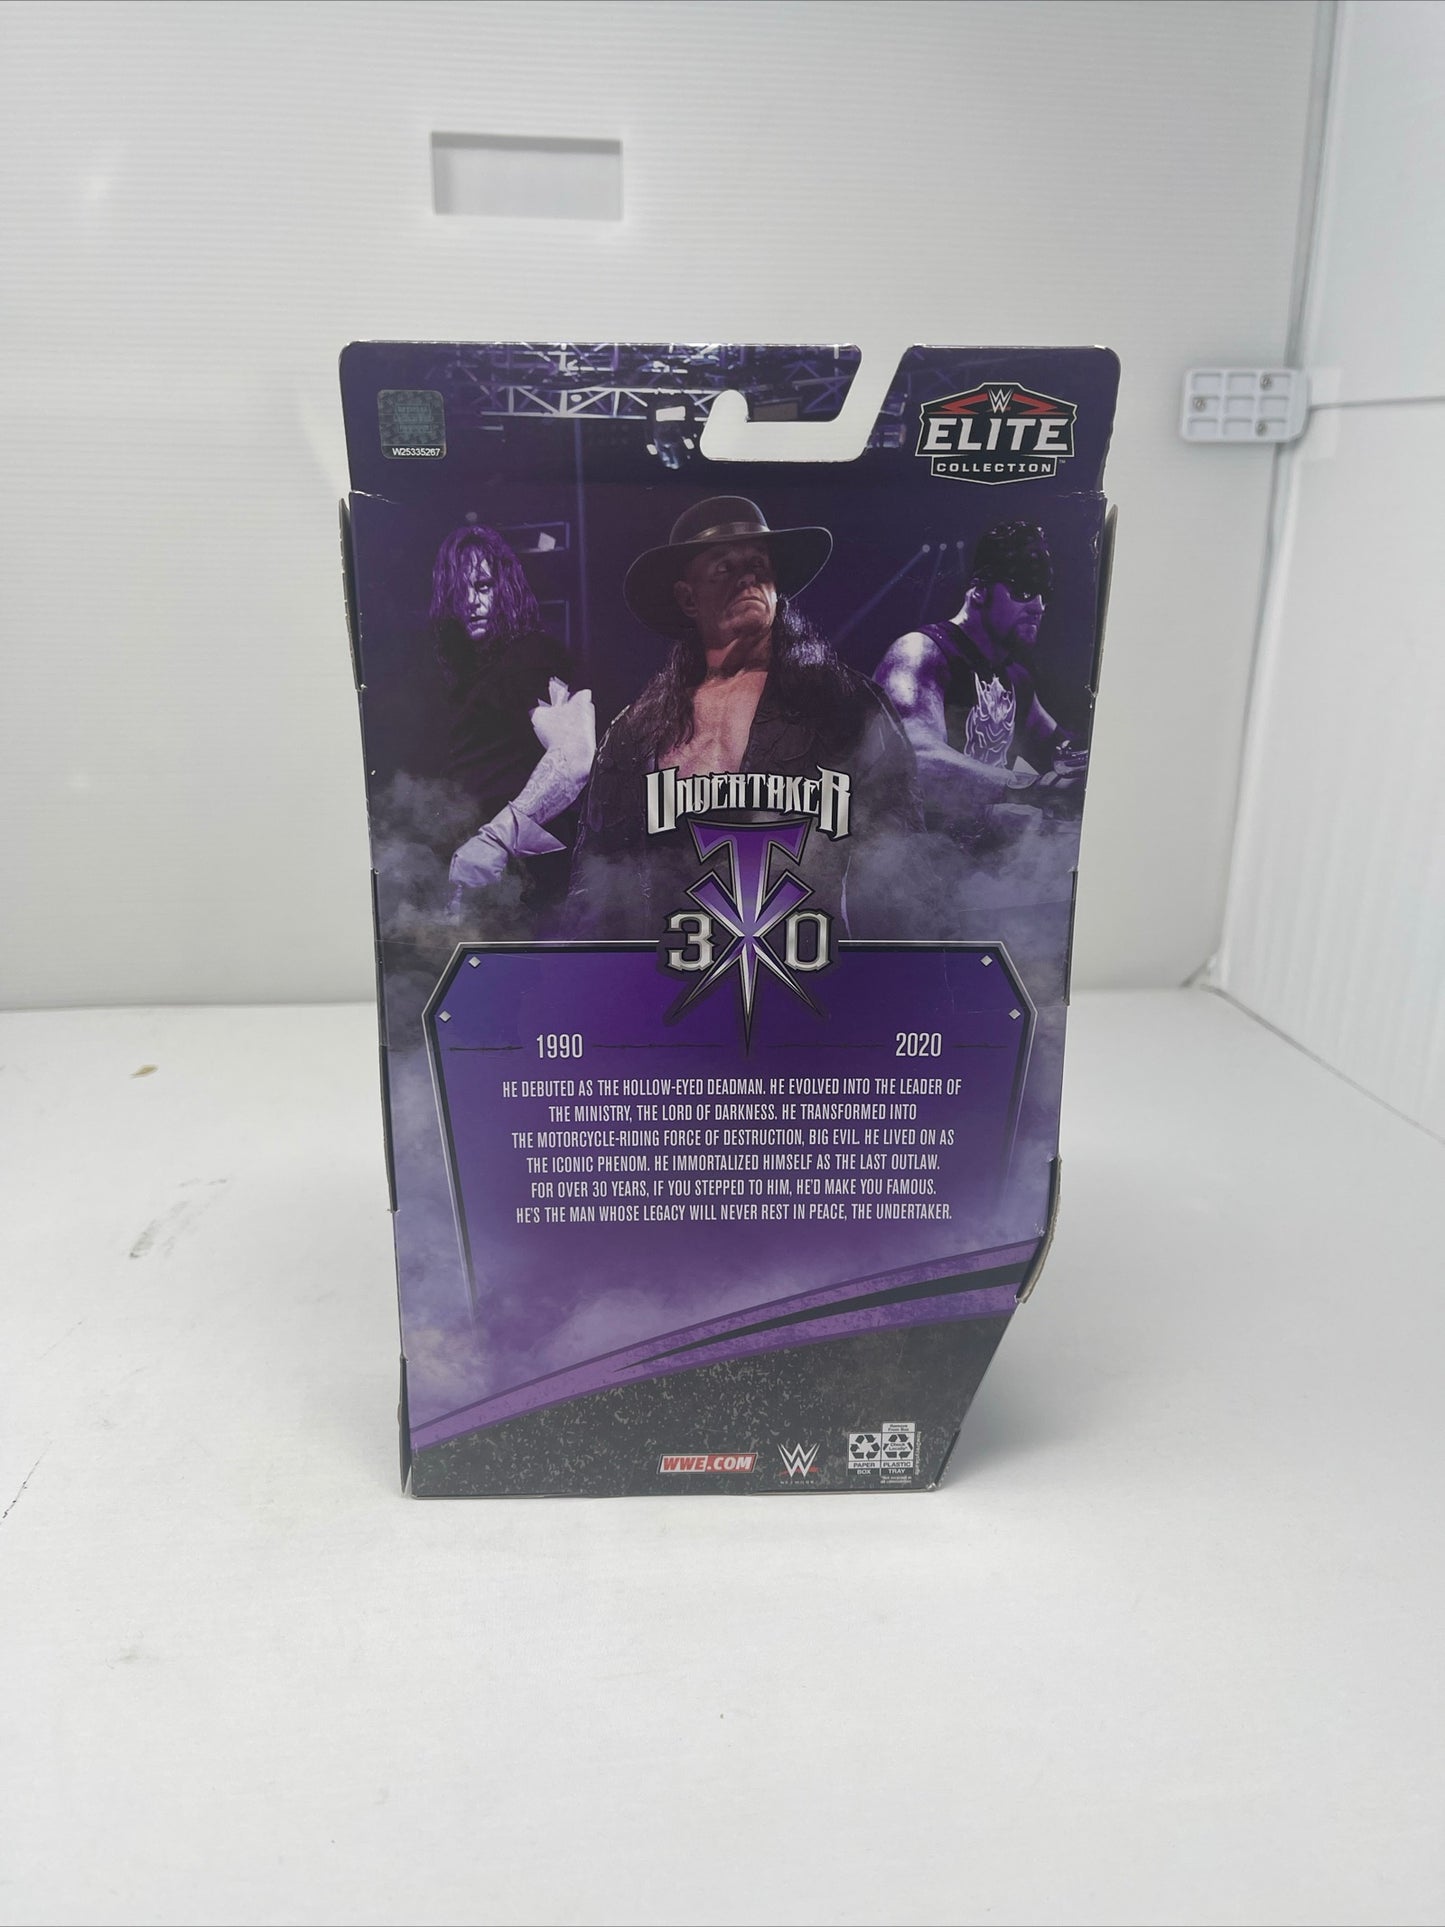 W25335267
W
ELITE
COLLECTION™
UNDERTAKER
30
1990
2020
HE DEBUTED AS THE HOLLOW-EYED DEADMAN. HE EVOLVED INTO THE LEADER OF
THE MINISTRY, THE LORD OF DARKNESS. HE TRANSFORMED INTO
THE MOTORCYCLE-RIDING FORCE OF DESTRUCTION, BIG EVIL. HE LIVED ON AS
THE ICONIC PHENOM. HE IMMORTALIZED HIMSELF AS THE LAST OUTLAW.
FOR OVER 30 YEARS, IF YOU STEPPED TO HIM, HE'D MAKE YOU FAMOUS.
HE'S THE MAN WHOSE LEGACY WILL NEVER REST IN PEACE, THE UNDERTAKER.
WWE.COM
W
NETWORK
PAPER
BOX
PLASTIC
TRAY